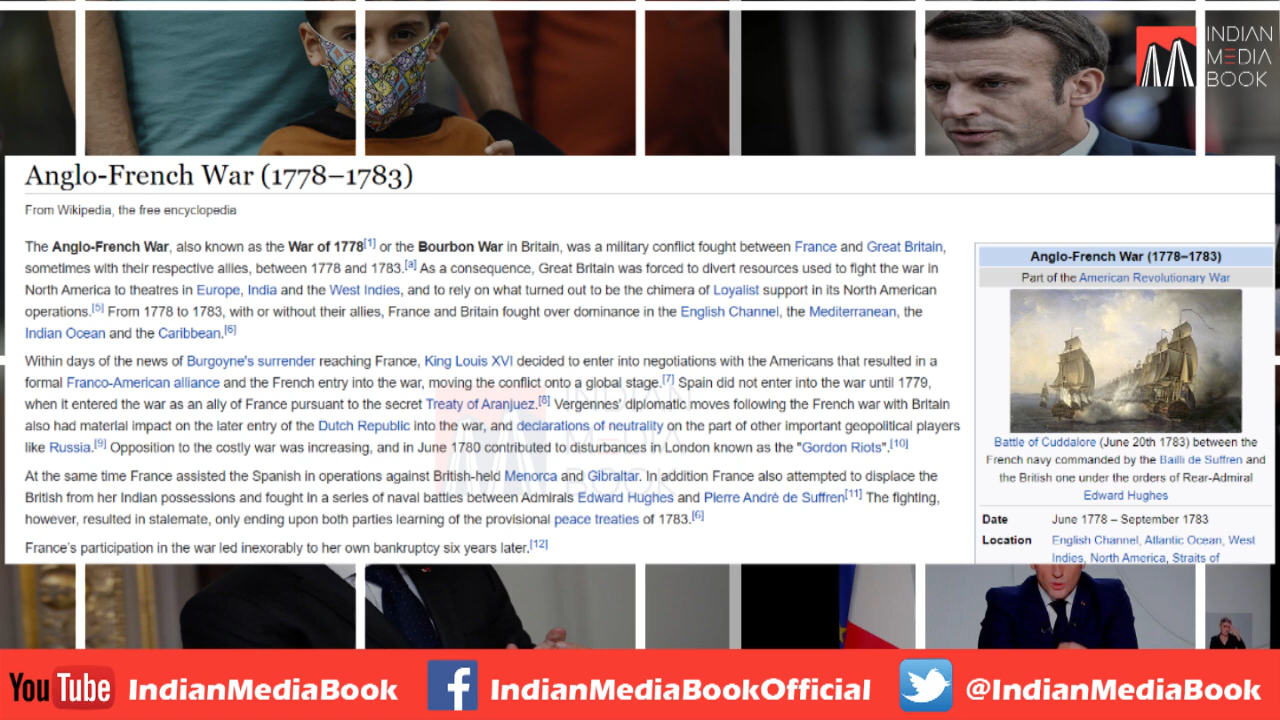 INDIAN
MEDIA
BOOK
Anglo-French War (1778–1783)
From Wikipedia, the free encyclopedia
The Anglo-French War, also known as the War of 1778[1] or the Bourbon War in Britain, was a military conflict fought between France and Great Britain,
sometimes with their respective allies, between 1778 and 1783.[a] As a consequence, Great Britain was forced to divert resources used to fight the war in
North America to theatres in Europe, India and the West Indies, and to rely on what turned out to be the chimera of Loyalist support in its North American
operations.[5] From 1778 to 1783, with or without their allies, France and Britain fought over dominance in the English Channel, the Mediterranean, the
Indian Ocean and the Caribbean.[6]
Within days of the news of Burgoyne's surrender reaching France, King Louis XVI decided to enter into negotiations with the Americans that resulted in a
formal Franco-American alliance and the French entry into the war, moving the conflict onto a global stage.[7] Spain did not enter into the war until 1779,
when it entered the war as an ally of France pursuant to the secret Treaty of Aranjuez.[8] Vergennes' diplomatic moves following the French war with Britain
also had material impact on the later entry of the Dutch Republic into the war, and declarations of neutrality on the part of other important geopolitical players
like Russia.[9] Opposition to the costly war was increasing, and in June 1780 contributed to disturbances in London known as the "Gordon Riots".[10]
At the same time France assisted the Spanish in operations against British-held Menorca and Gibraltar. In addition France also attempted to displace the
British from her Indian possessions and fought in a series of naval battles between Admirals Edward Hughes and Pierre André de Suffren[11] The fighting,
however, resulted in stalemate, only ending upon both parties learning of the provisional peace treaties of 1783.[6]
France's participation in the war led inexorably to her own bankruptcy six years later.[12]
Anglo-French War (1778–1783)
Part of the American Revolutionary War
Battle of Cuddalore (June 20th 1783) between the
French navy commanded by the Bailli de Suffren and
the British one under the orders of Rear-Admiral
Edward Hughes
Date June 1778 – September 1783
Location English Channel, Atlantic Ocean, West
Indies, North America, Straits of
INDIAN
MEDIA
BOOK
YouTube IndianMediaBook f IndianMediaBookOfficial @IndianMediaBook